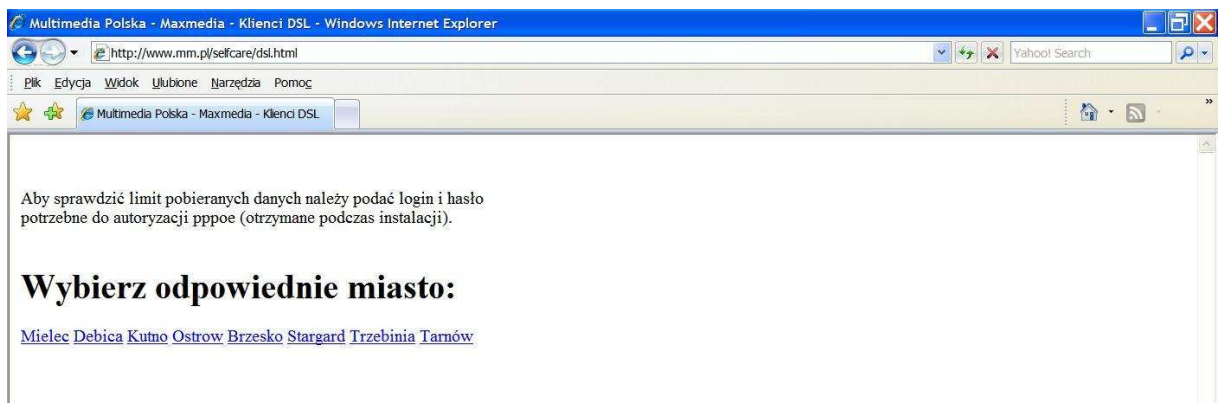 Multimedia Polska - Maxmedia - Klienci DSL - Windows Internet Explorer
http://www.mm.pl/selfcare/dsl.html
Yahoo! Search
Plik Edycja Widok Ulubione Narzędzia Pomoc
Multimedia Polska - Maxmedia - Klienci DSL
»
Aby sprawdzić limit pobieranych danych należy podać login i hasło
potrzebne do autoryzacji pppoe (otrzymane podczas instalacji).
Wybierz odpowiednie miasto:
Mielec Debica Kutno Ostrow Brzesko Stargard Trzebinia Tarnów